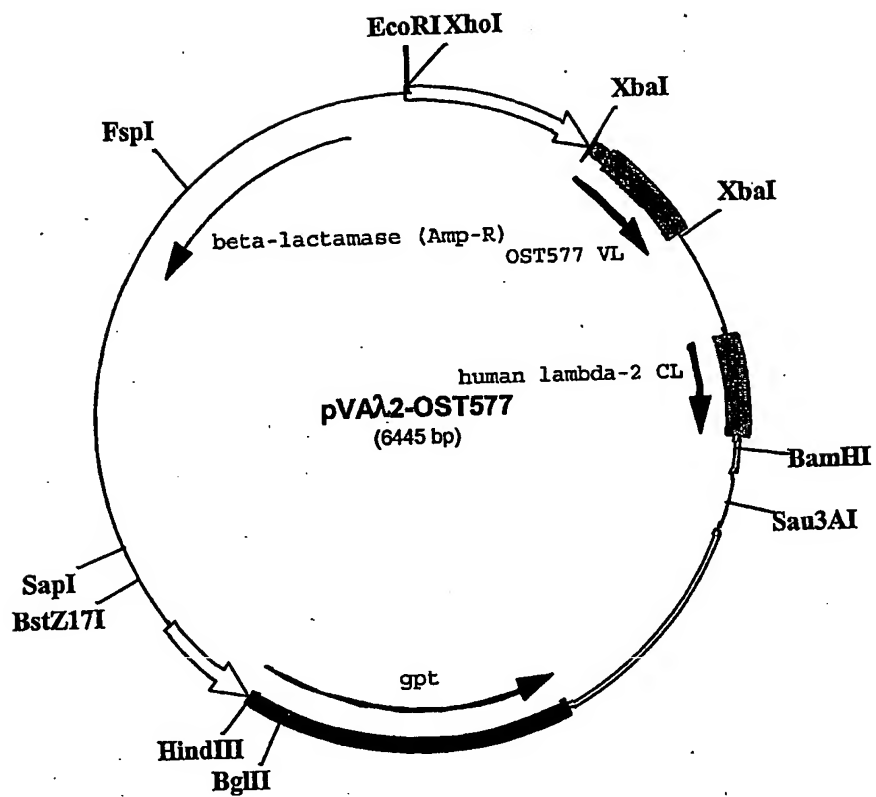 EcoRI XhoI
XbaI
FspI
XbaI
beta-lactamase (Amp-R)
OST577 VL
human lambda-2 CL
pVAλ2-OST577
(6445 bp)
BamHI
Sau3AI
SapI
BstZ17I
gpt
HindIII
BglII